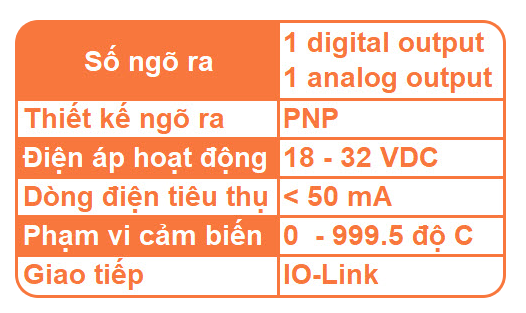 Số ngõ ra
1 digital output
1 analog output
Thiết kế ngõ ra PNP
Điện áp hoạt động 18 - 32 VDC
Dòng điện tiêu thụ < 50 mA
Phạm vi cảm biến 0 - 999.5 độ C
Giao tiếp IO-Link